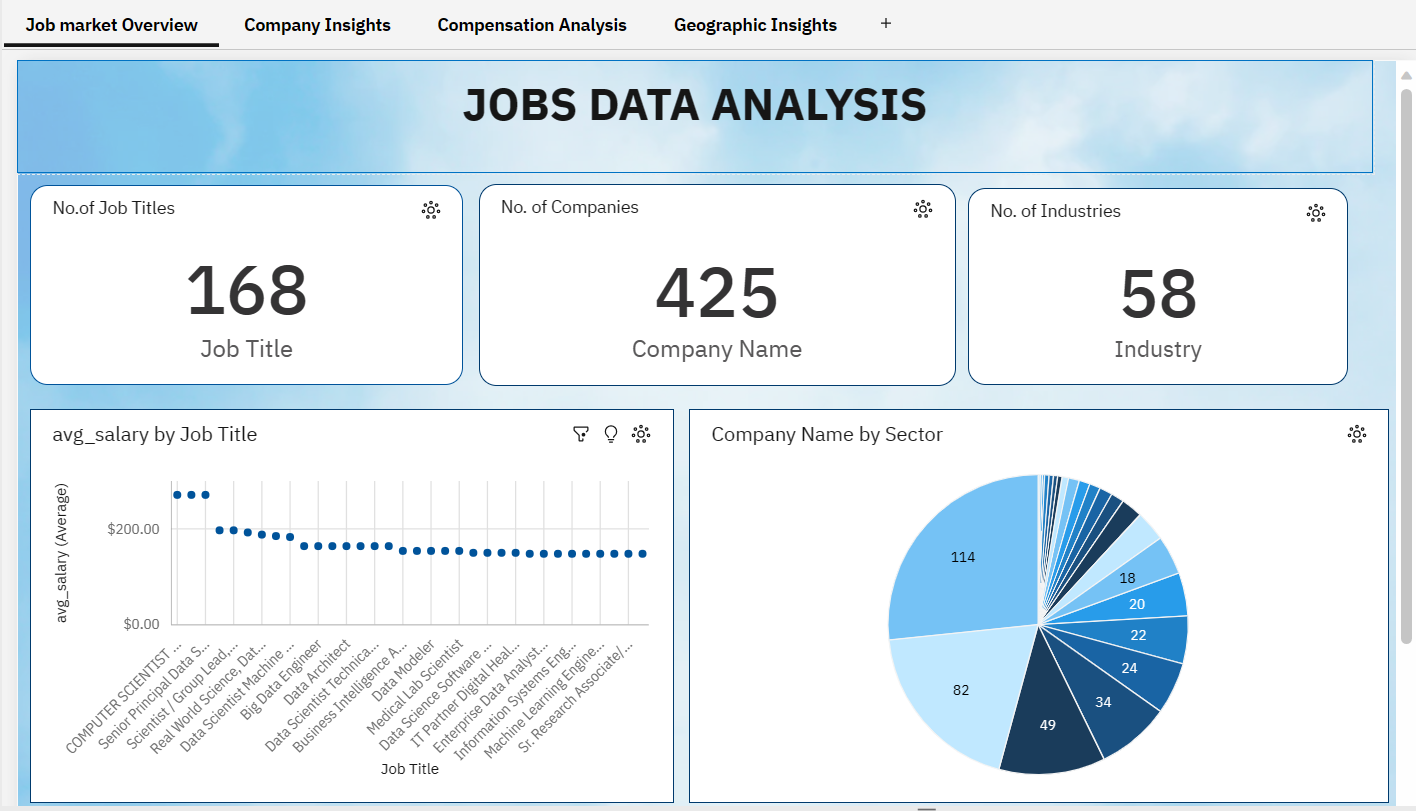 Job market Overview
Company Insights
Compensation Analysis
Geographic Insights
+
JOBS DATA ANALYSIS
No.of Job Titles
168
Job Title
No. of Companies
425
Company Name
No. of Industries
58
Industry
avg_salary by Job Title
avg_salary (Average)
$200.00
$0.00
COMPUTER SCIENTIST ...
Senior Principal Data S...
Scientist / Group Lead,...
Real World Science, Dat...
Data Scientist Machine ...
Big Data Engineer
Data Architect
Data Scientist Technica...
Business Intelligence A...
Data Modeler
Medical Lab Scientist
Data Science Software ...
IT Partner Digital Heal...
Enterprise Data Analyst...
Information Systems Eng...
Machine Learning Engine...
Sr. Research Associate/...
Job Title
Company Name by Sector
114
18
20
22
24
34
49
82